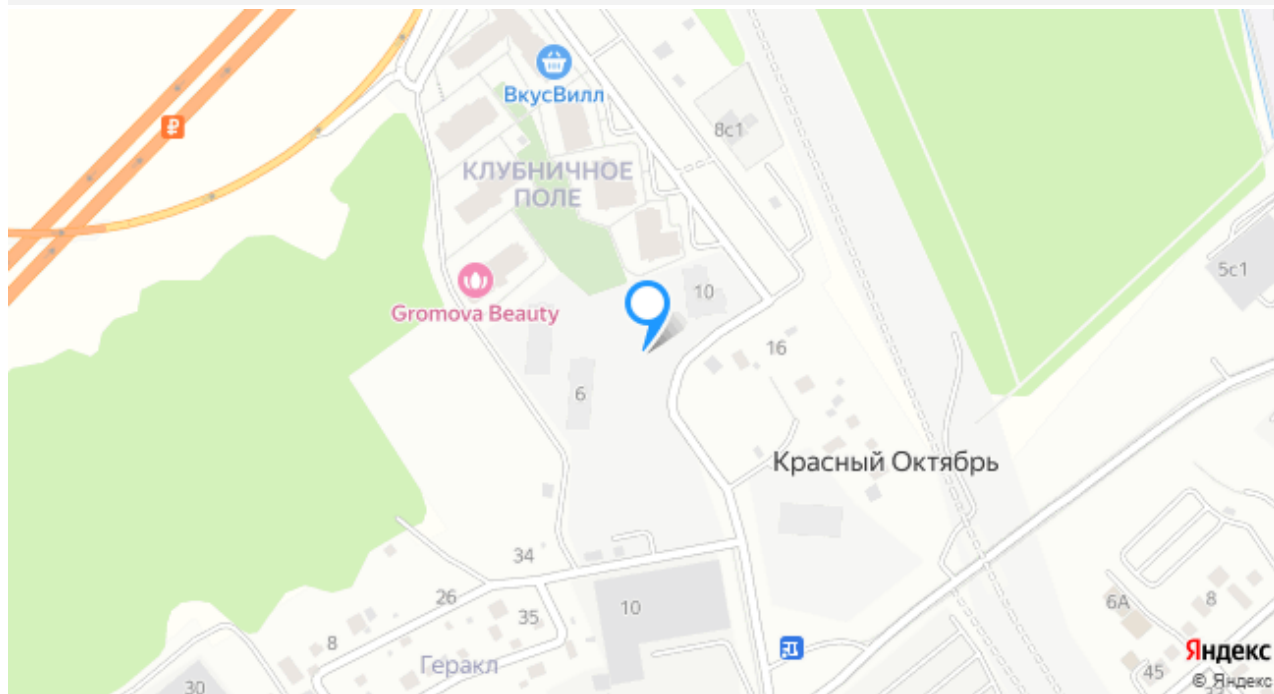 ВкусВилл
₽
8с1
КЛУБНИЧНОЕ
ПОЛЕ
5с1
10
Gromova Beauty
16
6
Красный Октябрь
34
26
10
6А
8
35
8
Геракл
45
30
Яндекс
© Яндекс